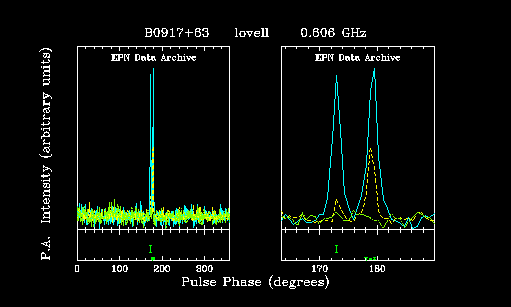 B0917+63 lovell 0.606 GHz
EPN Data Archive EPN Data Archive
Intensity (arbitrary units)
P.A.
0 100 200 300 170 180
Pulse Phase (degrees)